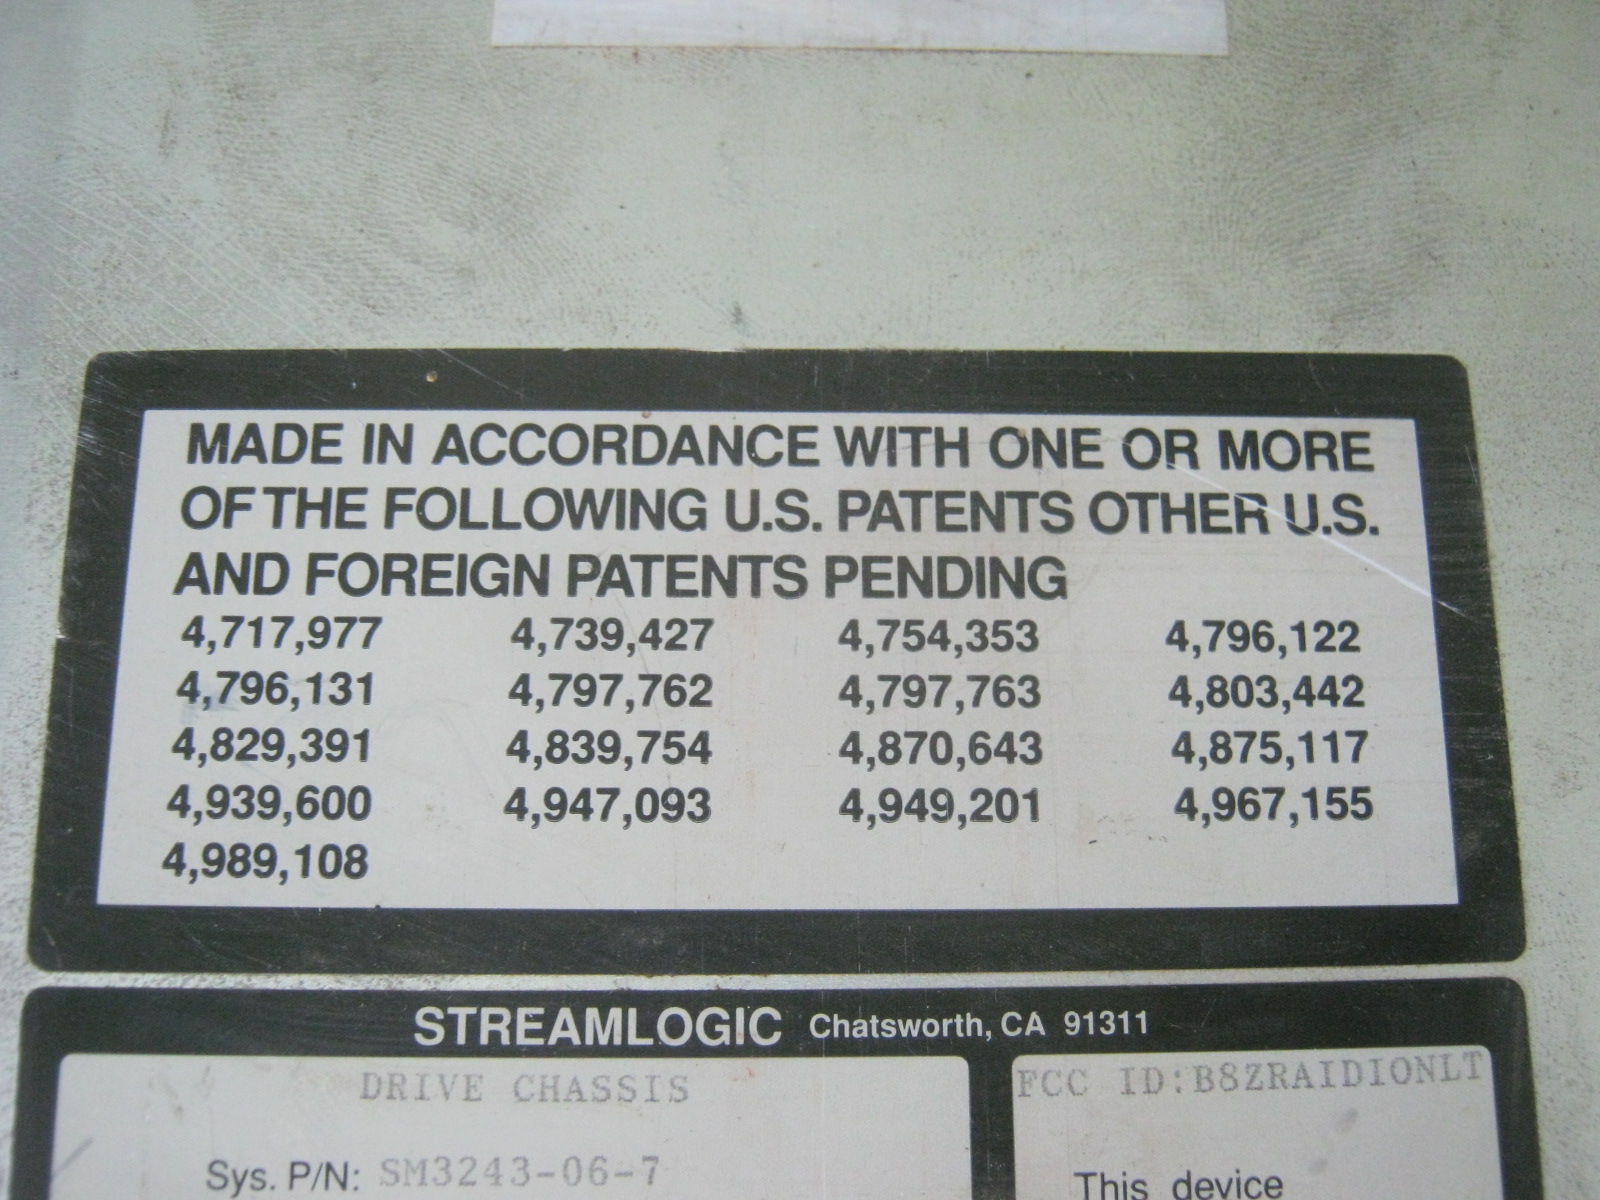 MADE IN ACCORDANCE WITH ONE OR MORE
OF THE FOLLOWING U.S. PATENTS OTHER U.S.
AND FOREIGN PATENTS PENDING
4,717,977 4,739,427 4,754,353 4,796,122
4,796,131 4,797,762 4,797,763 4,803,442
4,829,391 4,839,754 4,870,643 4,875,117
4,939,600 4,947,093 4,949,201 4,967,155
4,989,108
STREAMLOGIC Chatsworth, CA 91311
DRIVE CHASSIS
Sys. P/N: SM3243-06-7
FCC ID:B8ZRAIDIONLT
This device